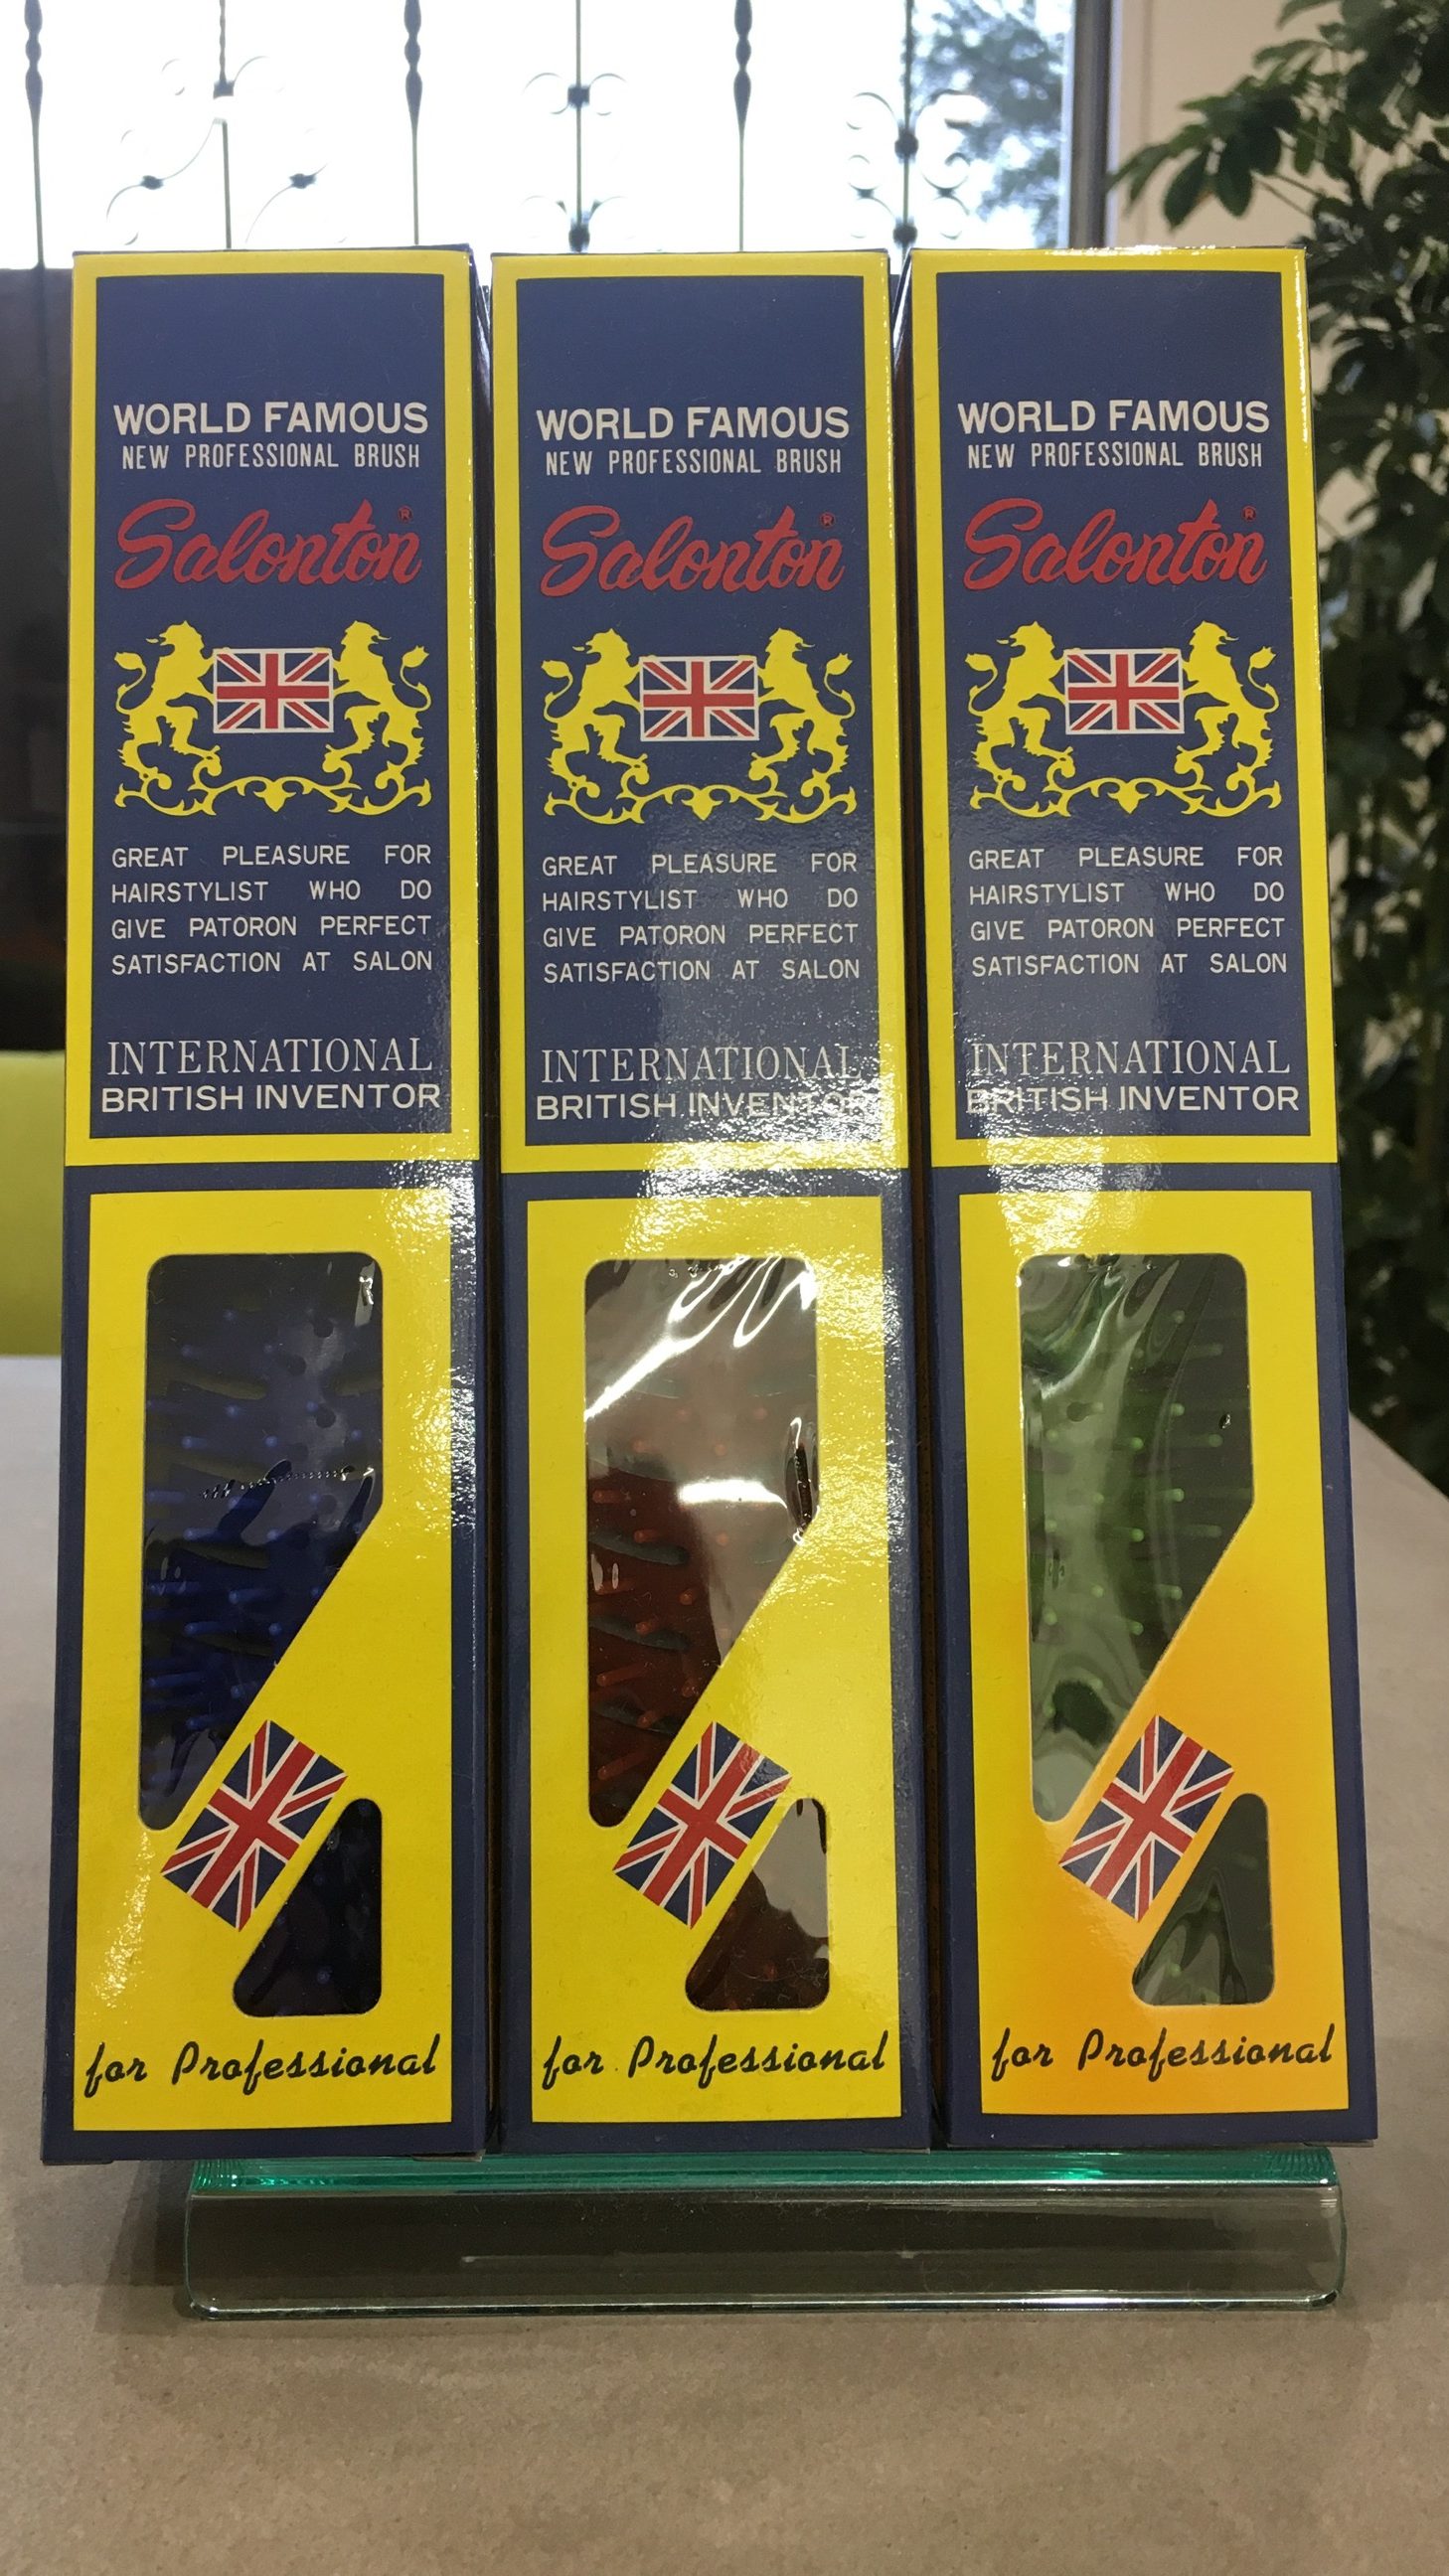 WORLD FAMOUS
NEW PROFESSIONAL BRUSH
Salonton®
GREAT PLEASURE FOR
HAIRSTYLIST WHO DO
GIVE PATORON PERFECT
SATISFACTION AT SALON
INTERNATIONAL
BRITISH INVENTOR
for Professional
WORLD FAMOUS
NEW PROFESSIONAL BRUSH
Salonton®
GREAT PLEASURE FOR
HAIRSTYLIST WHO DO
GIVE PATORON PERFECT
SATISFACTION AT SALON
INTERNATIONAL
BRITISH INVENTOR
for Professional
WORLD FAMOUS
NEW PROFESSIONAL BRUSH
Salonton®
GREAT PLEASURE FOR
HAIRSTYLIST WHO DO
GIVE PATORON PERFECT
SATISFACTION AT SALON
INTERNATIONAL
BRITISH INVENTOR
for Professional